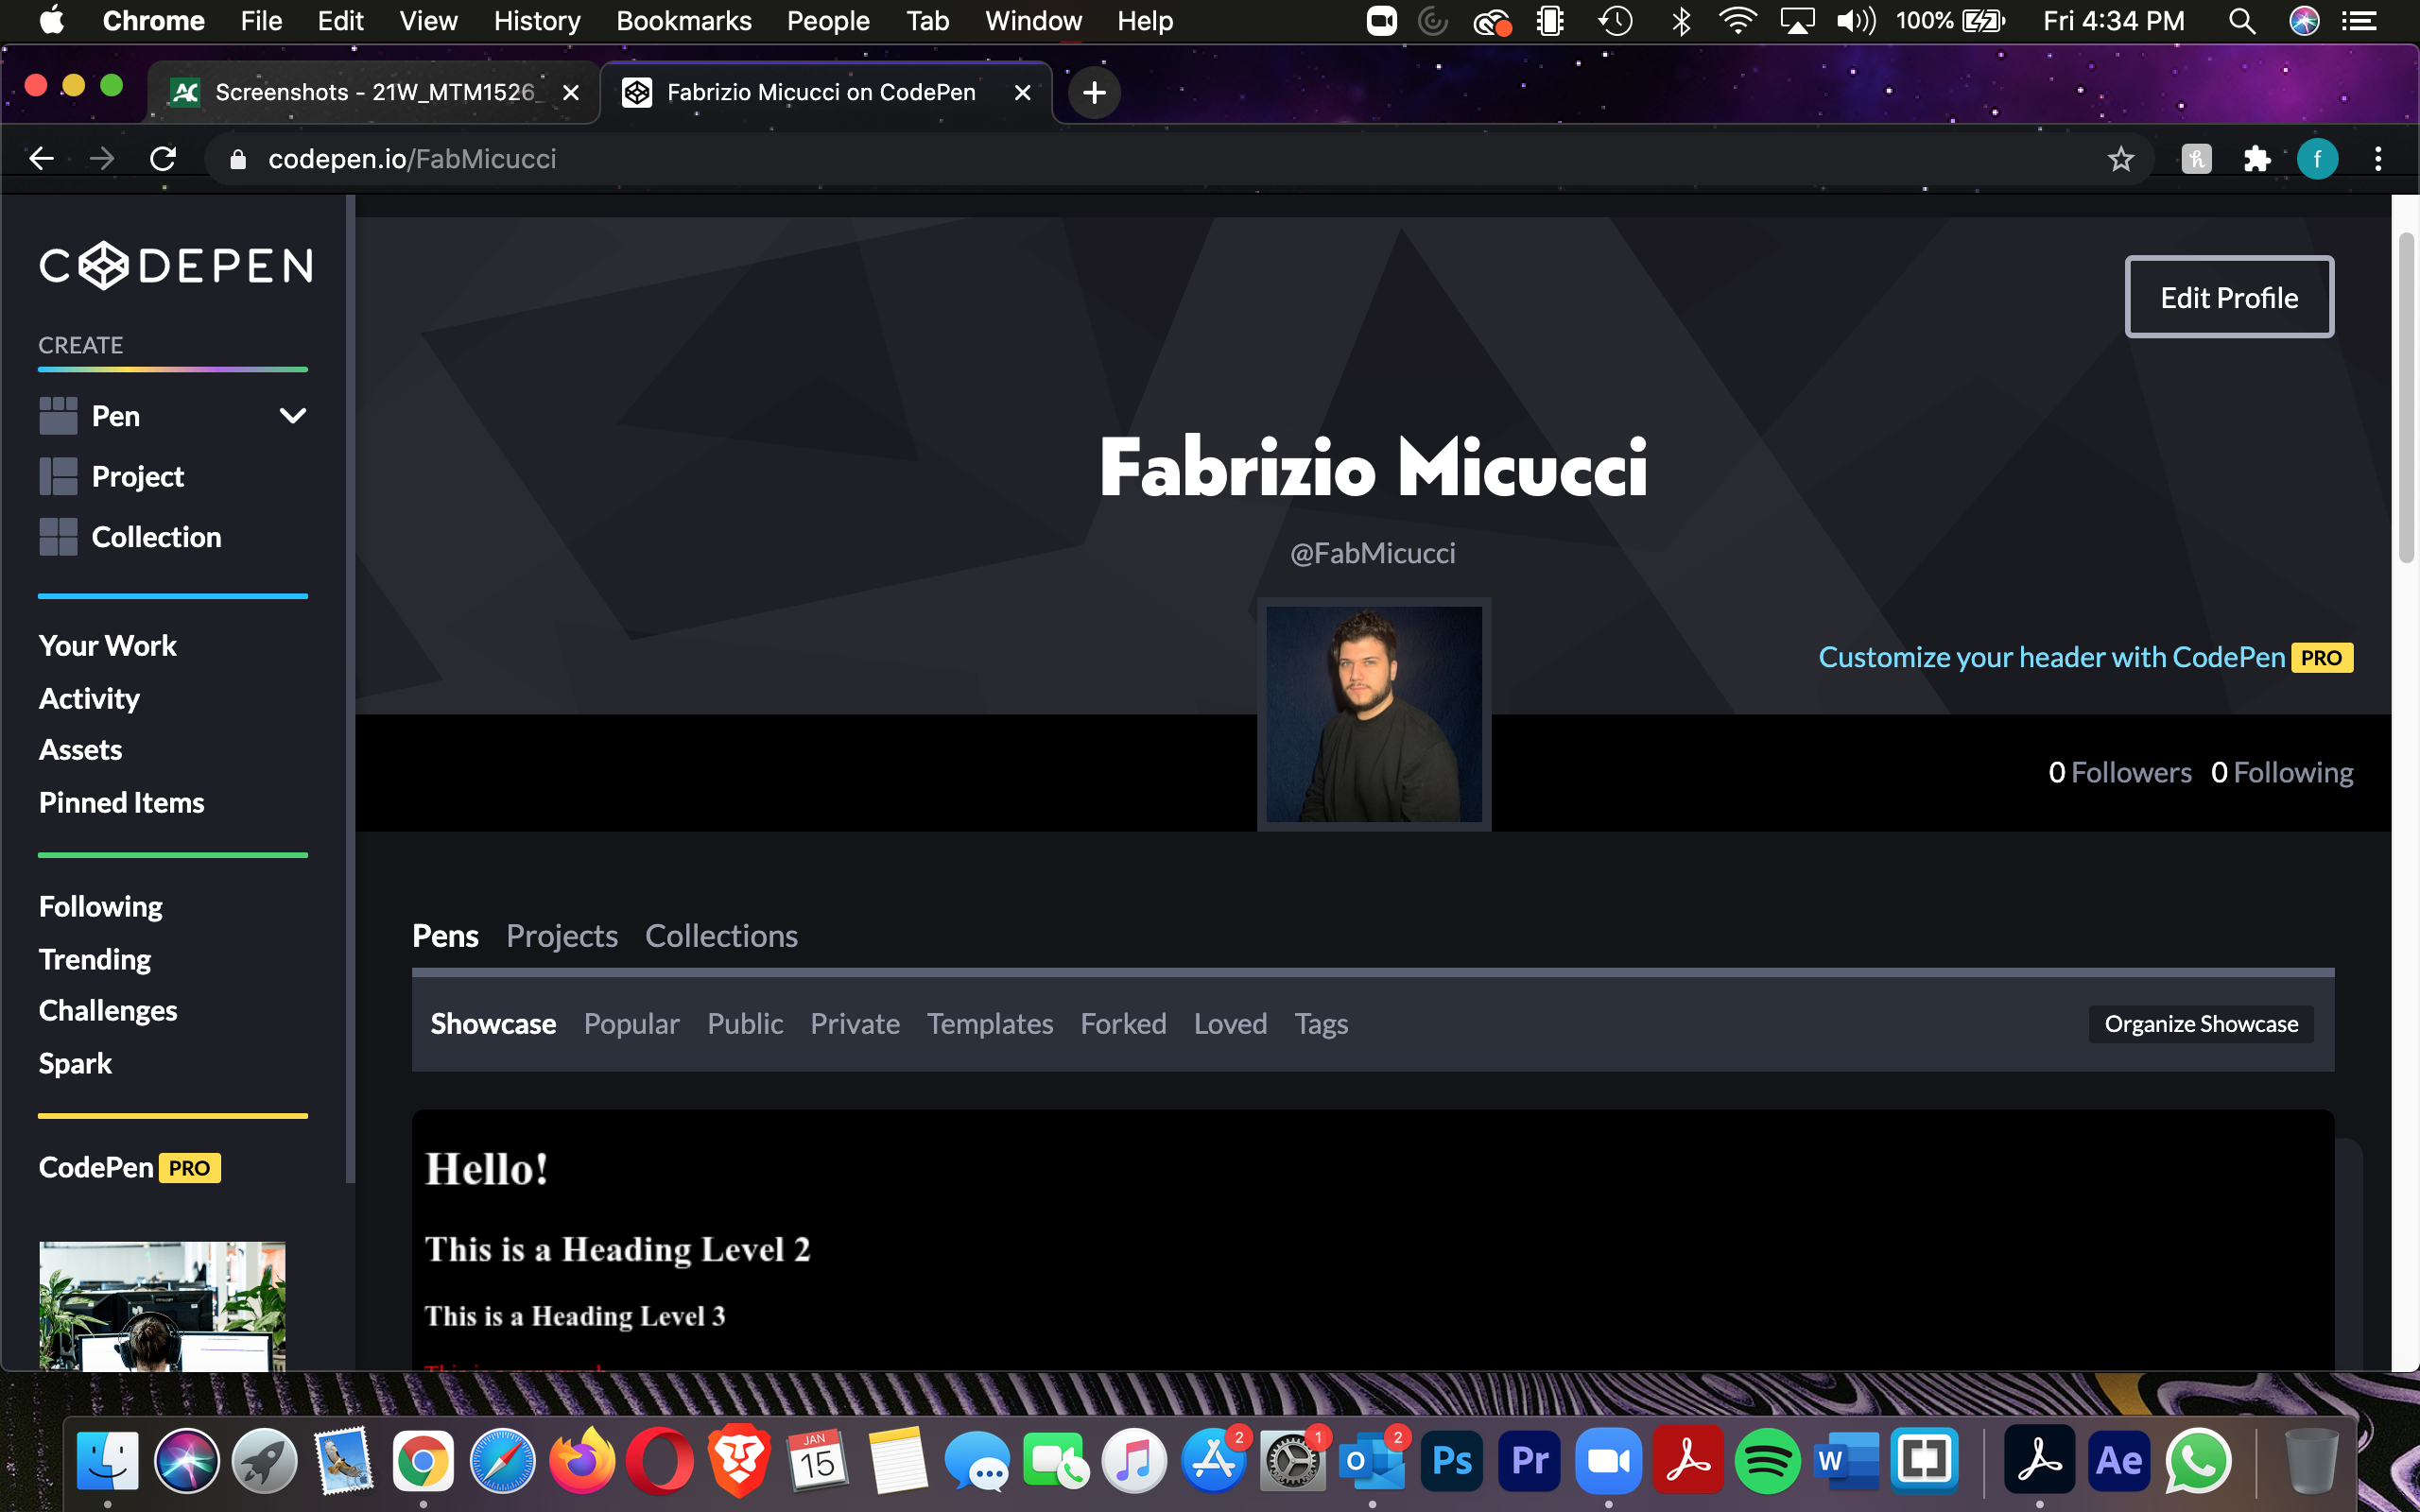 Chrome File Edit View History Bookmarks People Tab Window Help 100% Fri 4:34 PM
Screenshots - 21W_MTM1526_ Fabrizio Micucci on CodePen
codepen.io/FabMicucci f
CODEPEN
Edit Profile
CREATE
Pen
Project
Collection
Fabrizio Micucci
@FabMicucci
Customize your header with CodePen PRO
0 Followers 0 Following
Your Work
Activity
Assets
Pinned Items
Following
Trending
Challenges
Spark
CodePen PRO
Pens Projects Collections
Showcase Popular Public Private Templates Forked Loved Tags Organize Showcase
Hello!
This is a Heading Level 2
This is a Heading Level 3
JAN 15 2 1 2 O Ps Pr W Ae